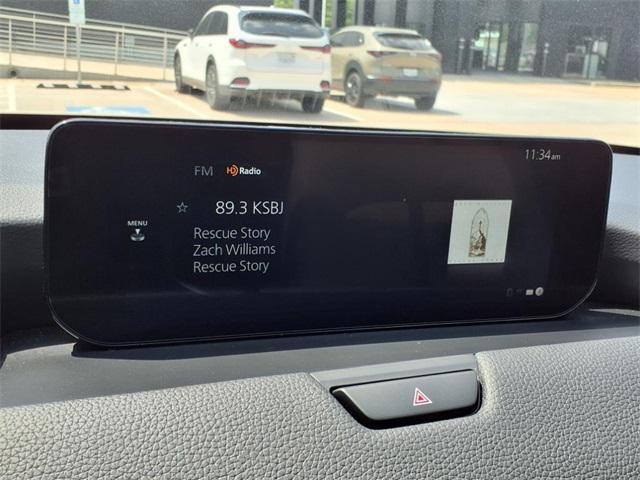 11:34am
FM HD Radio
89.3 KSBJ
MENU
Rescue Story
Zach Williams
Rescue Story